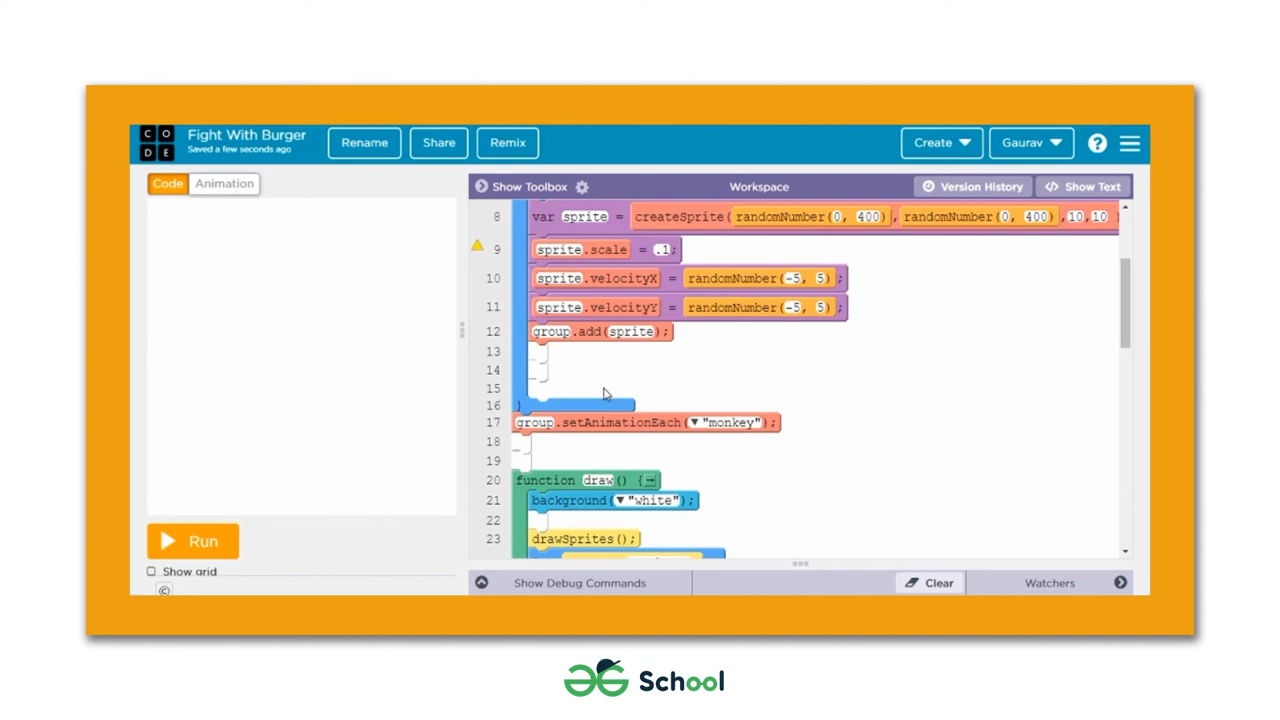 CO
DE
Fight With Burger
Saved a few seconds ago
Rename
Share
Remix
Create
Gaurav
?
Code
Animation
Show Toolbox
Workspace
Version History
Show Text
8 var sprite = createSprite(randomNumber(0, 400),randomNumber(0, 400),10,10
9 sprite.scale = .1;
10 sprite.velocityX = randomNumber(-5, 5);
11 sprite.velocityY = randomNumber(-5, 5);
12 group.add(sprite);
13
14
15
16 }
17 group.setAnimationEach("monkey");
18
19
20 function draw() {
21 background("white");
22
23 drawSprites();
Run
Show grid
©
Show Debug Commands
Clear
Watchers
GG School